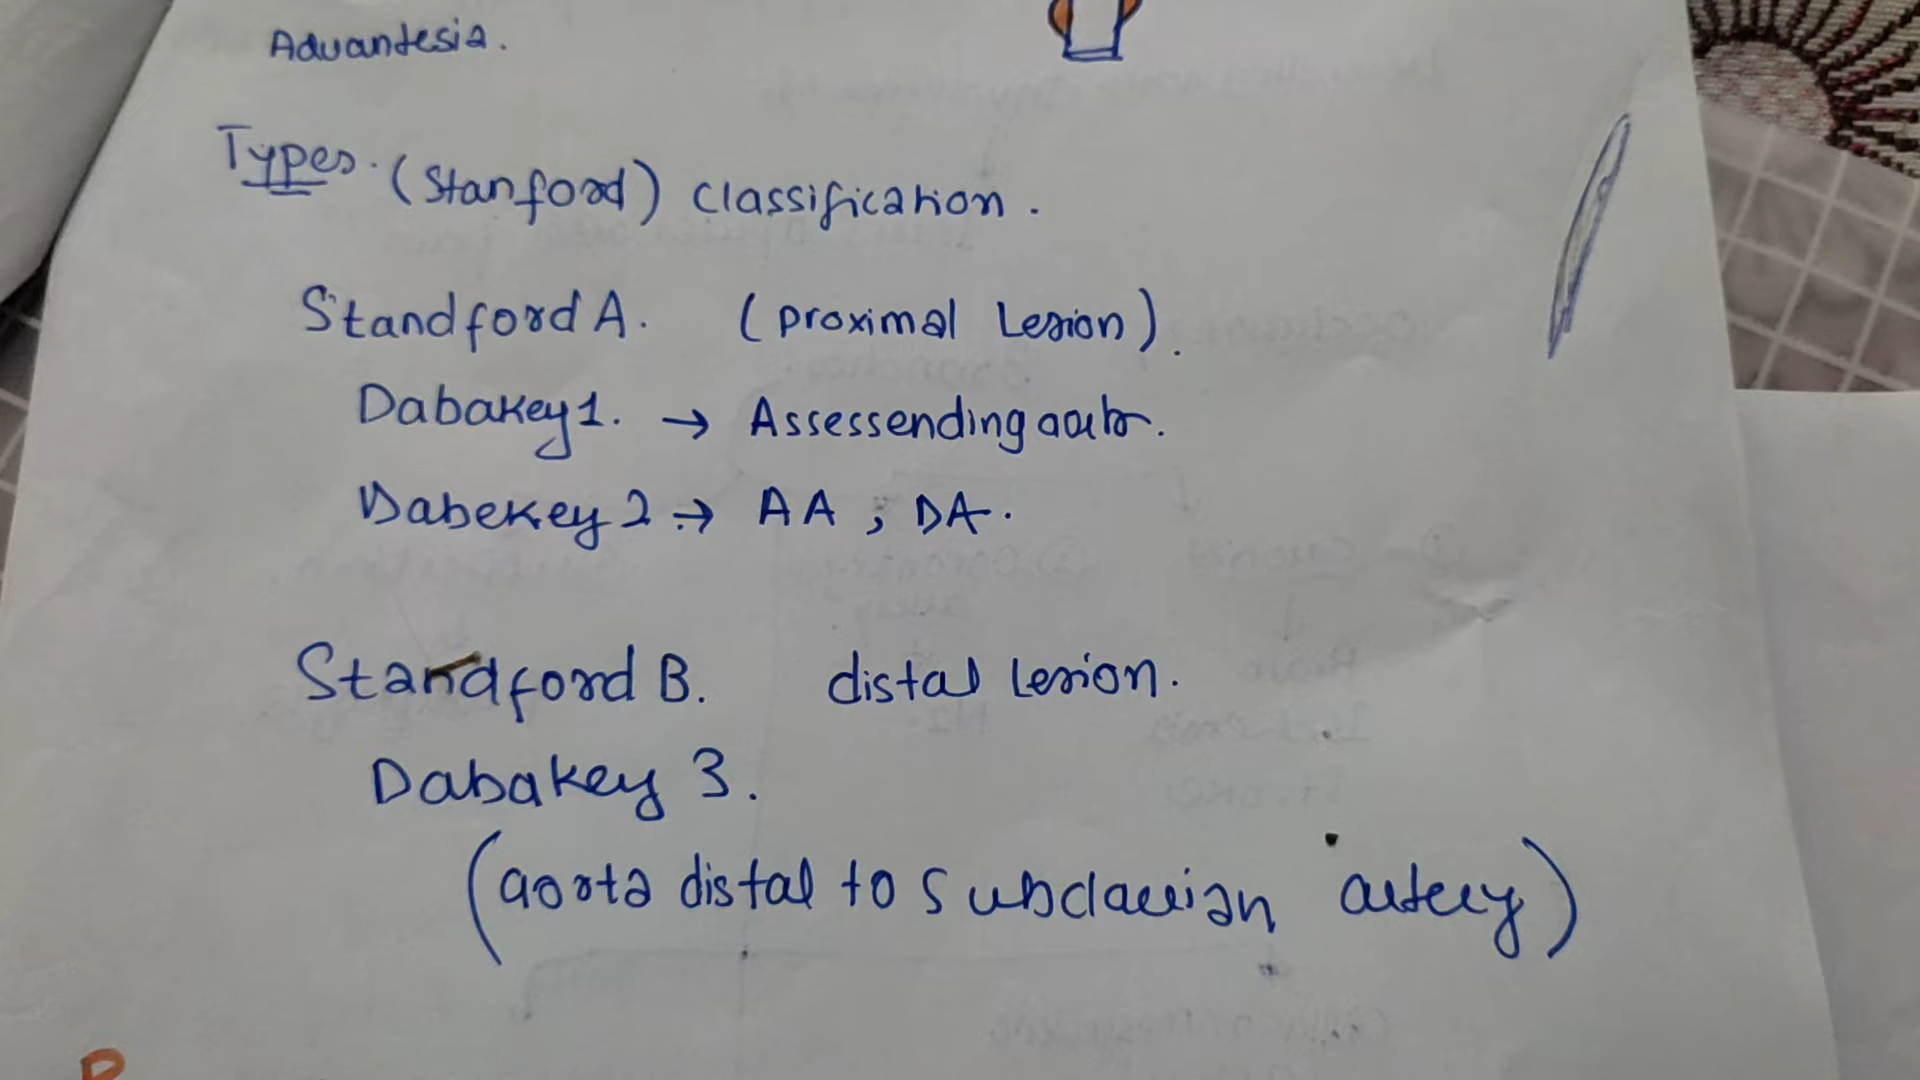 Advantesia.
Types. (Stanford) classification.
Standford A. (proximal Lesion).
Dabakey 1. → Assessending aorta.
Dabekey 2 → AA, DA.
Standford B. distal lesion.
Dabakey 3.
(aorta distal to subclavian artery)